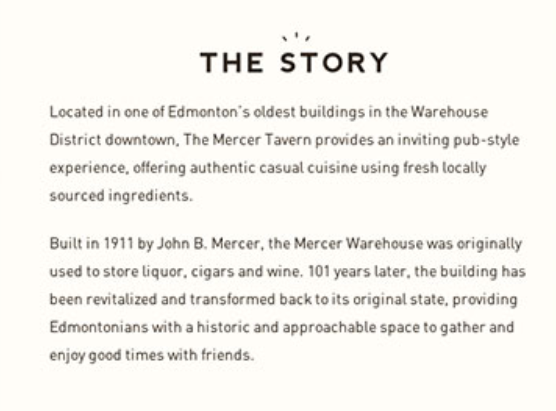 THE STORY
Located in one of Edmonton's oldest buildings in the Warehouse
District downtown, The Mercer Tavern provides an inviting pub-style
experience, offering authentic casual cuisine using fresh locally
sourced ingredients.
Built in 1911 by John B. Mercer, the Mercer Warehouse was originally
used to store liquor, cigars and wine. 101 years later, the building has
been revitalized and transformed back to its original state, providing
Edmontonians with a historic and approachable space to gather and
enjoy good times with friends.